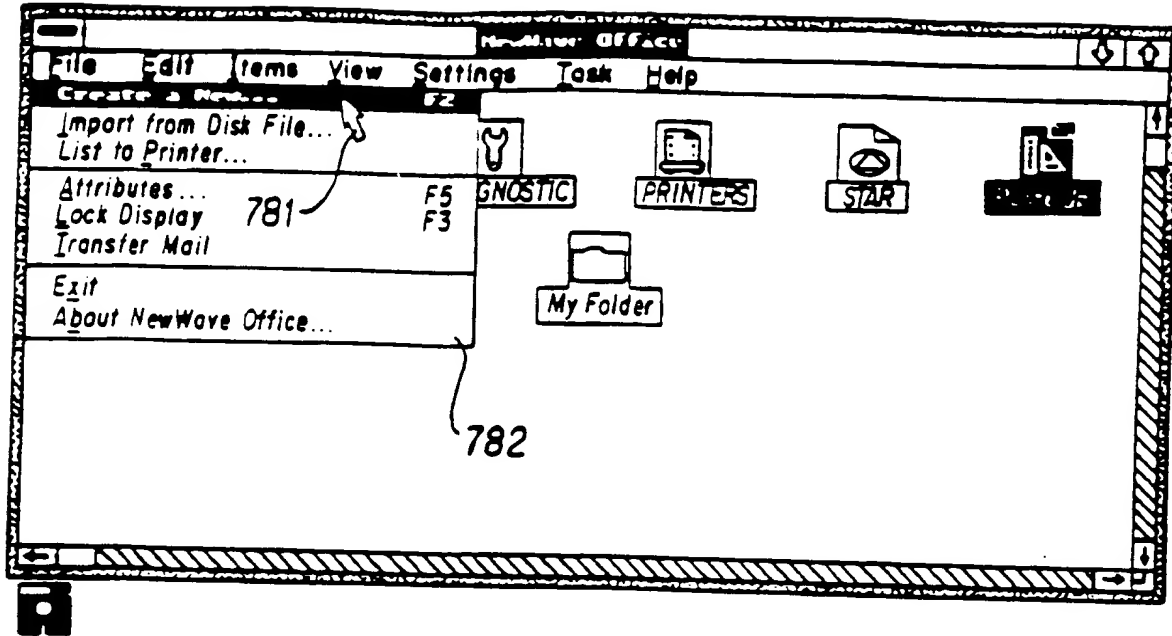 NewWave Office
File Edit Items View Settings Task Help
Create a New... F2
Import from Disk File...
List to Printer...
Attributes... F5
Lock Display F3
Transfer Mail
Exit
About NewWave Office...
GNOSTIC PRINTERS STAR
My Folder
781
782